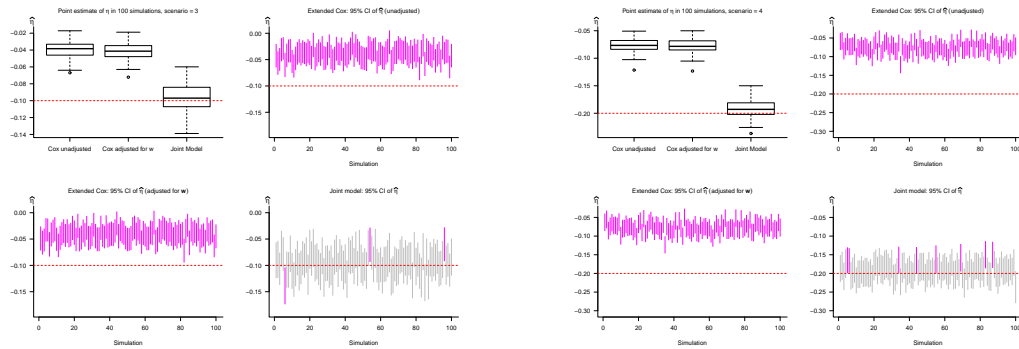 Point estimate of η in 100 simulations, scenario = 3
η̂
−0.02
−0.04
−0.06
−0.08
−0.10
−0.12
−0.14
Cox unadjusted Cox adjusted for w Joint Model
Extended Cox: 95% CI of η̂ (unadjusted)
η̂
0.00
−0.05
−0.10
−0.15
0 20 40 60 80 100
Simulation
Point estimate of η in 100 simulations, scenario = 4
η̂
−0.05
−0.10
−0.15
−0.20
Cox unadjusted Cox adjusted for w Joint Model
Extended Cox: 95% CI of η̂ (unadjusted)
η̂
−0.05
−0.10
−0.15
−0.20
−0.25
−0.30
0 20 40 60 80 100
Simulation
Extended Cox: 95% CI of η̂ (adjusted for w)
η̂
0.00
−0.05
−0.10
−0.15
0 20 40 60 80 100
Simulation
Joint model: 95% CI of η̂
η̂
0.00
−0.05
−0.10
−0.15
0 20 40 60 80 100
Simulation
Extended Cox: 95% CI of η̂ (adjusted for w)
η̂
−0.05
−0.10
−0.15
−0.20
−0.25
−0.30
0 20 40 60 80 100
Simulation
Joint model: 95% CI of η̂
η̂
−0.05
−0.10
−0.15
−0.20
−0.25
−0.30
0 20 40 60 80 100
Simulation